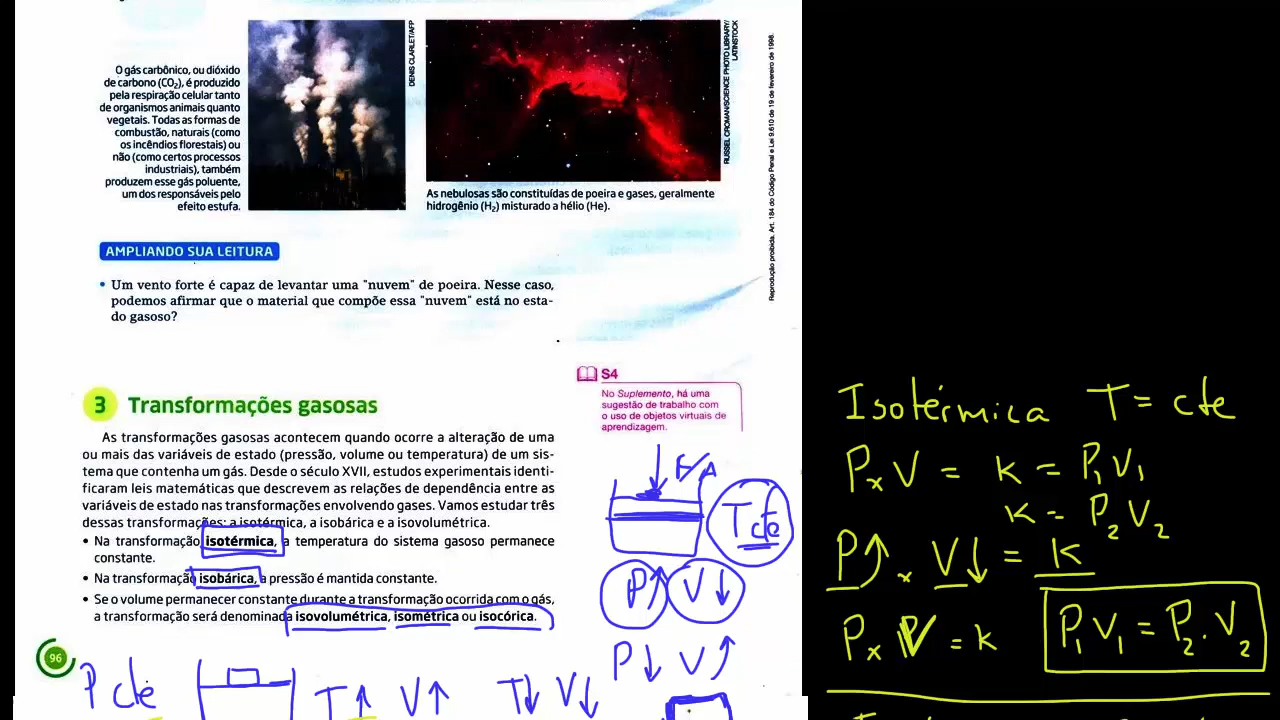 O gás carbônico, ou dióxido
de carbono (CO₂), é produzido
pela respiração celular tanto
de organismos animais quanto
vegetais. Todas as formas de
combustão, naturais (como
os incêndios florestais) ou
não (como certos processos
industriais), também
produzem esse gás poluente,
um dos responsáveis pelo
efeito estufa.
DENIS CLARLET/AFP
RUSSEL CROMAN/SCIENCE PHOTO LIBRARY/
LATINSTOCK
As nebulosas são constituídas de poeira e gases, geralmente
hidrogênio (H₂) misturado a hélio (He).
Reprodução proibida. Art. 184 do Código Penal e Lei 9.610 de 19 de fevereiro de 1998.
AMPLIANDO SUA LEITURA
• Um vento forte é capaz de levantar uma "nuvem" de poeira. Nesse caso,
podemos afirmar que o material que compõe essa "nuvem" está no esta-
do gasoso?
S4
No Suplemento, há uma
sugestão de trabalho com
o uso de objetos virtuais de
aprendizagem.
3 Transformações gasosas
As transformações gasosas acontecem quando ocorre a alteração de uma
ou mais das variáveis de estado (pressão, volume ou temperatura) de um sis-
tema que contenha um gás. Desde o século XVII, estudos experimentais identi-
ficaram leis matemáticas que descrevem as relações de dependência entre as
variáveis de estado nas transformações envolvendo gases. Vamos estudar três
dessas transformações: a isotérmica, a isobárica e a isovolumétrica.
• Na transformação isotérmica, a temperatura do sistema gasoso permanece
constante.
• Na transformação isobárica, a pressão é mantida constante.
• Se o volume permanecer constante durante a transformação ocorrida com o gás,
a transformação será denominada isovolumétrica, isométrica ou isocórica.
96
F/A
T cte
P↑ V↓
P↓ V↑
P cte
T↑ V↑ T↓ V↓
Isotérmica T = cte
P x V = K = P₁V₁
K = P₂V₂
P↑ x V↓ = K
P x V = K
P₁V₁ = P₂.V₂